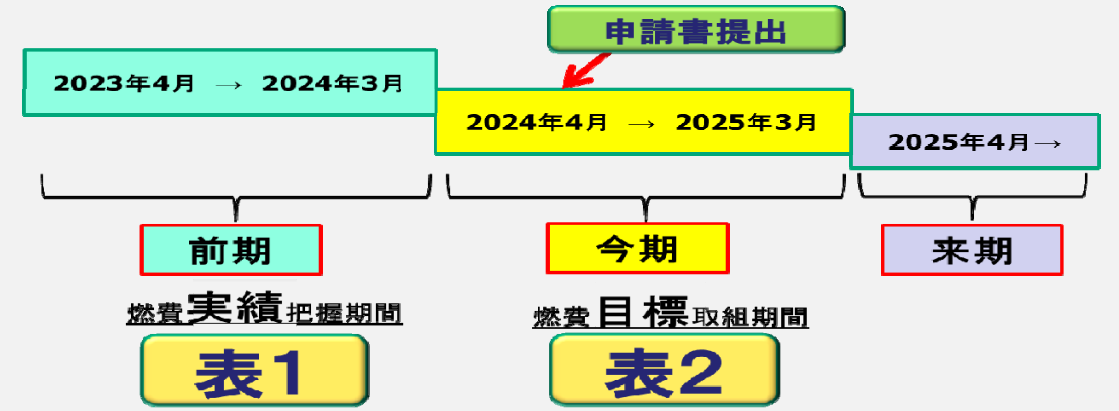 申請書提出
2023年4月 → 2024年3月
2024年4月 → 2025年3月
2025年4月→
前期
今期
来期
燃費実績把握期間
燃費目標取組期間
表1
表2